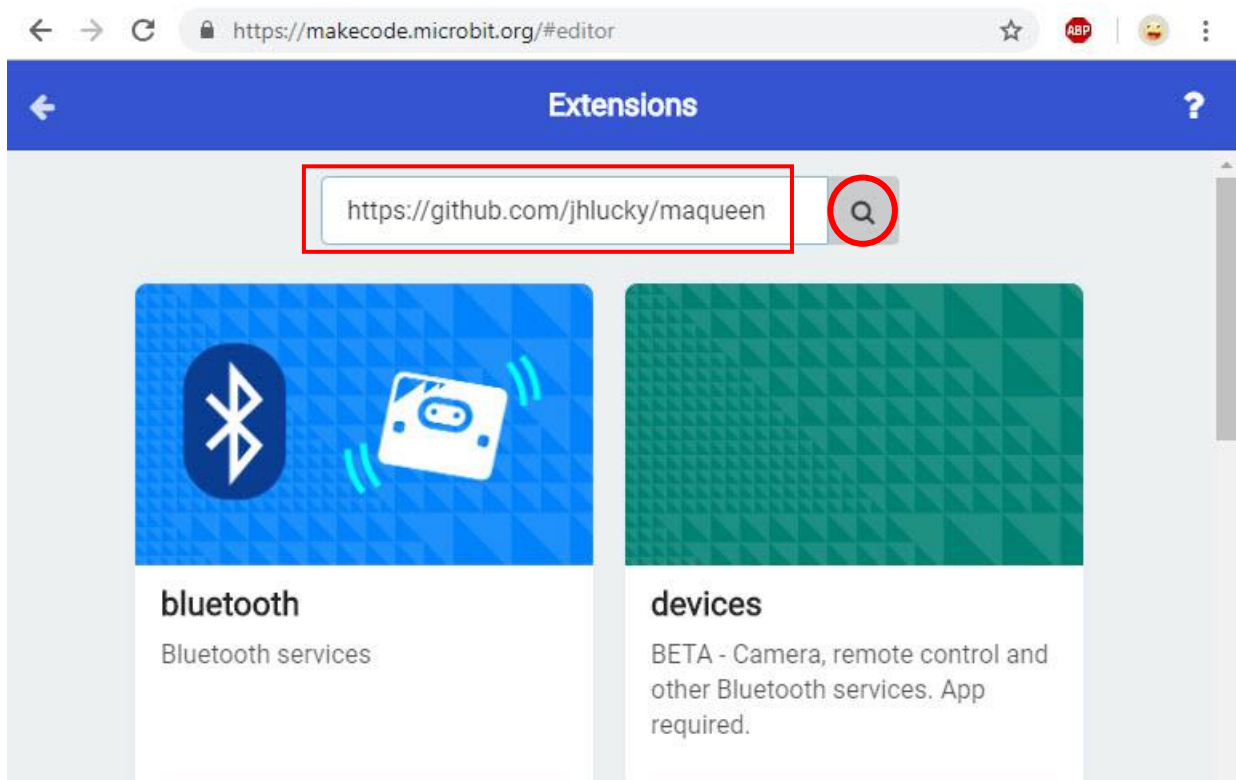 https://makecode.microbit.org/#editor
ABP
Extensions
?
https://github.com/jhlucky/maqueen
bluetooth
Bluetooth services
devices
BETA - Camera, remote control and
other Bluetooth services. App
required.